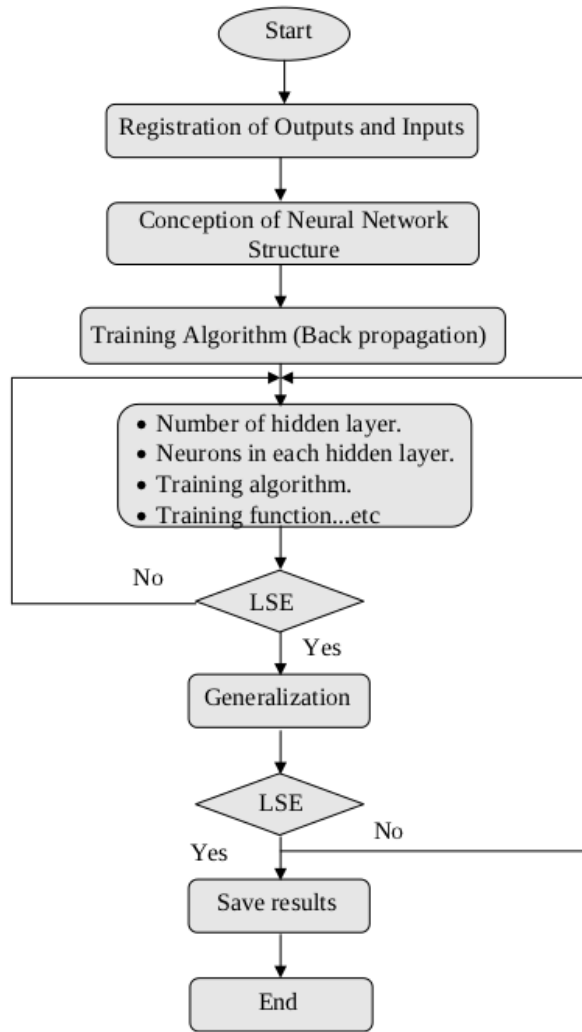 Start
Registration of Outputs and Inputs
Conception of Neural Network
Structure
Training Algorithm (Back propagation)
• Number of hidden layer.
• Neurons in each hidden layer.
• Training algorithm.
• Training function...etc
No
LSE
Yes
Generalization
LSE
No
Yes
Save results
End